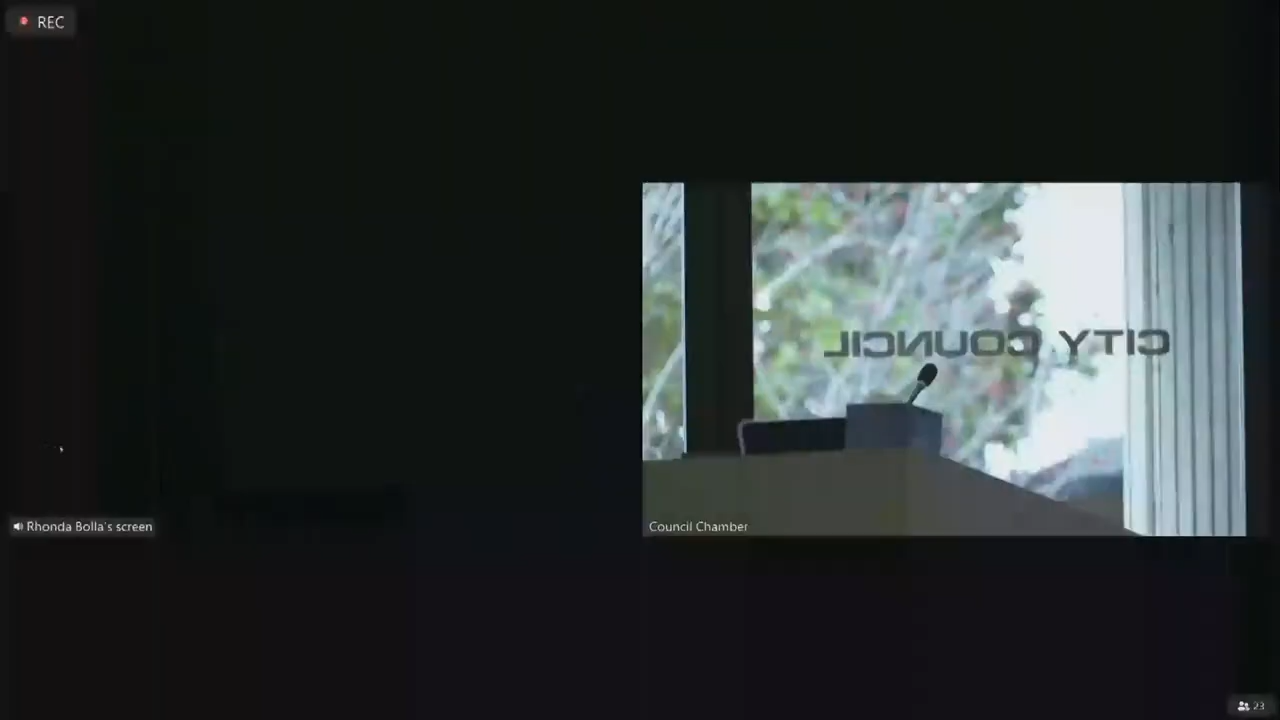 REC
CITY COUNCIL
Rhonda Bolla's screen
Council Chamber
23